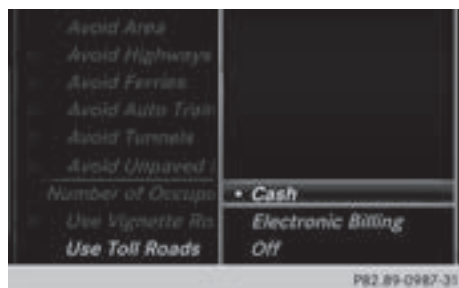 Avoid Area
Avoid Highways
Avoid Ferries
Avoid Auto Train
Avoid Tunnels
Avoid Unpaved
Number of Occupa
Use Vignette Ro
Use Toll Roads
• Cash
Electronic Billing
Off
P82.89-0987-31